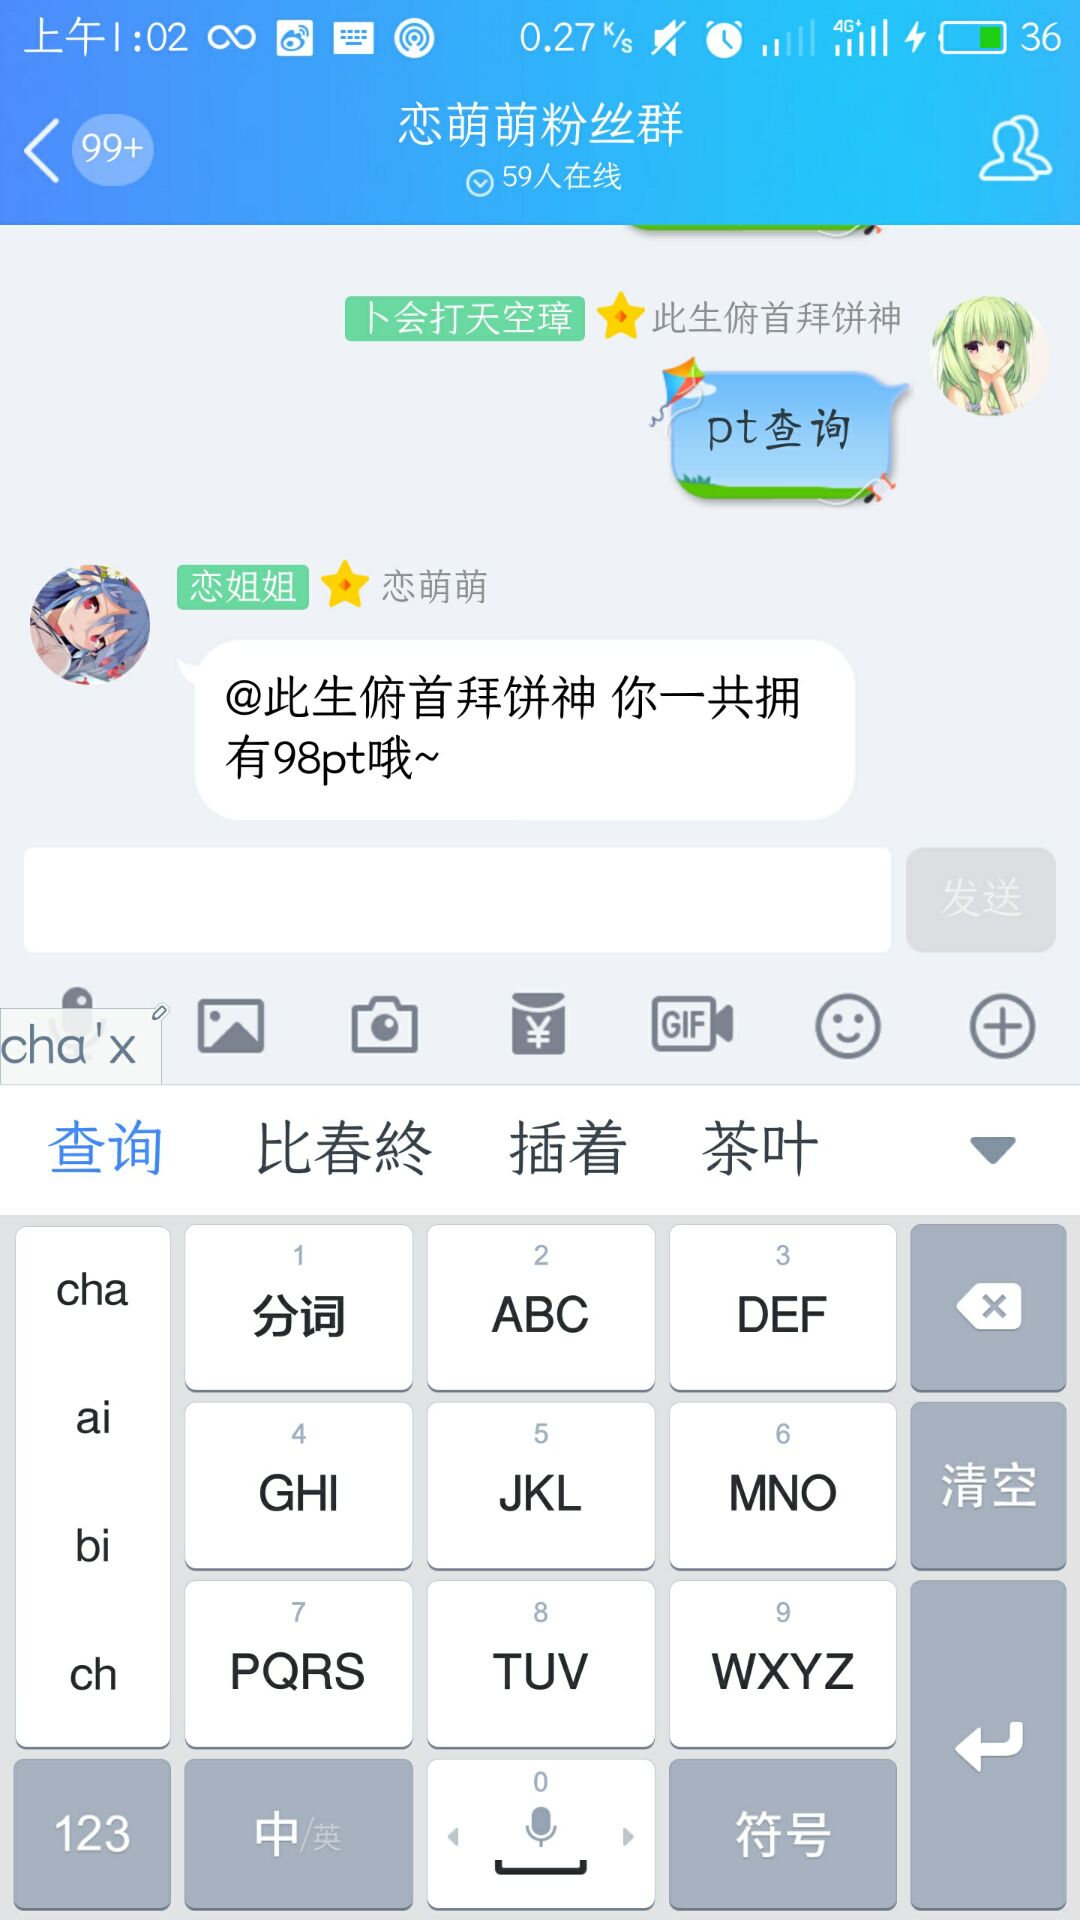 上午1:02 0.27 K/s 4G+ 36
99+
恋萌萌粉丝群
59人在线
卜会打天空璋 此生俯首拜饼神
pt查询
恋姐姐 恋萌萌
@此生俯首拜饼神 你一共拥
有98pt哦~
发送
¥ GIF
cha'x
查询 比春終 插着 茶叶
cha
ai
bi
ch
1
分词
2
ABC
3
DEF
4
GHI
5
JKL
6
MNO
清空
7
PQRS
8
TUV
9
WXYZ
123
中/英
0
符号